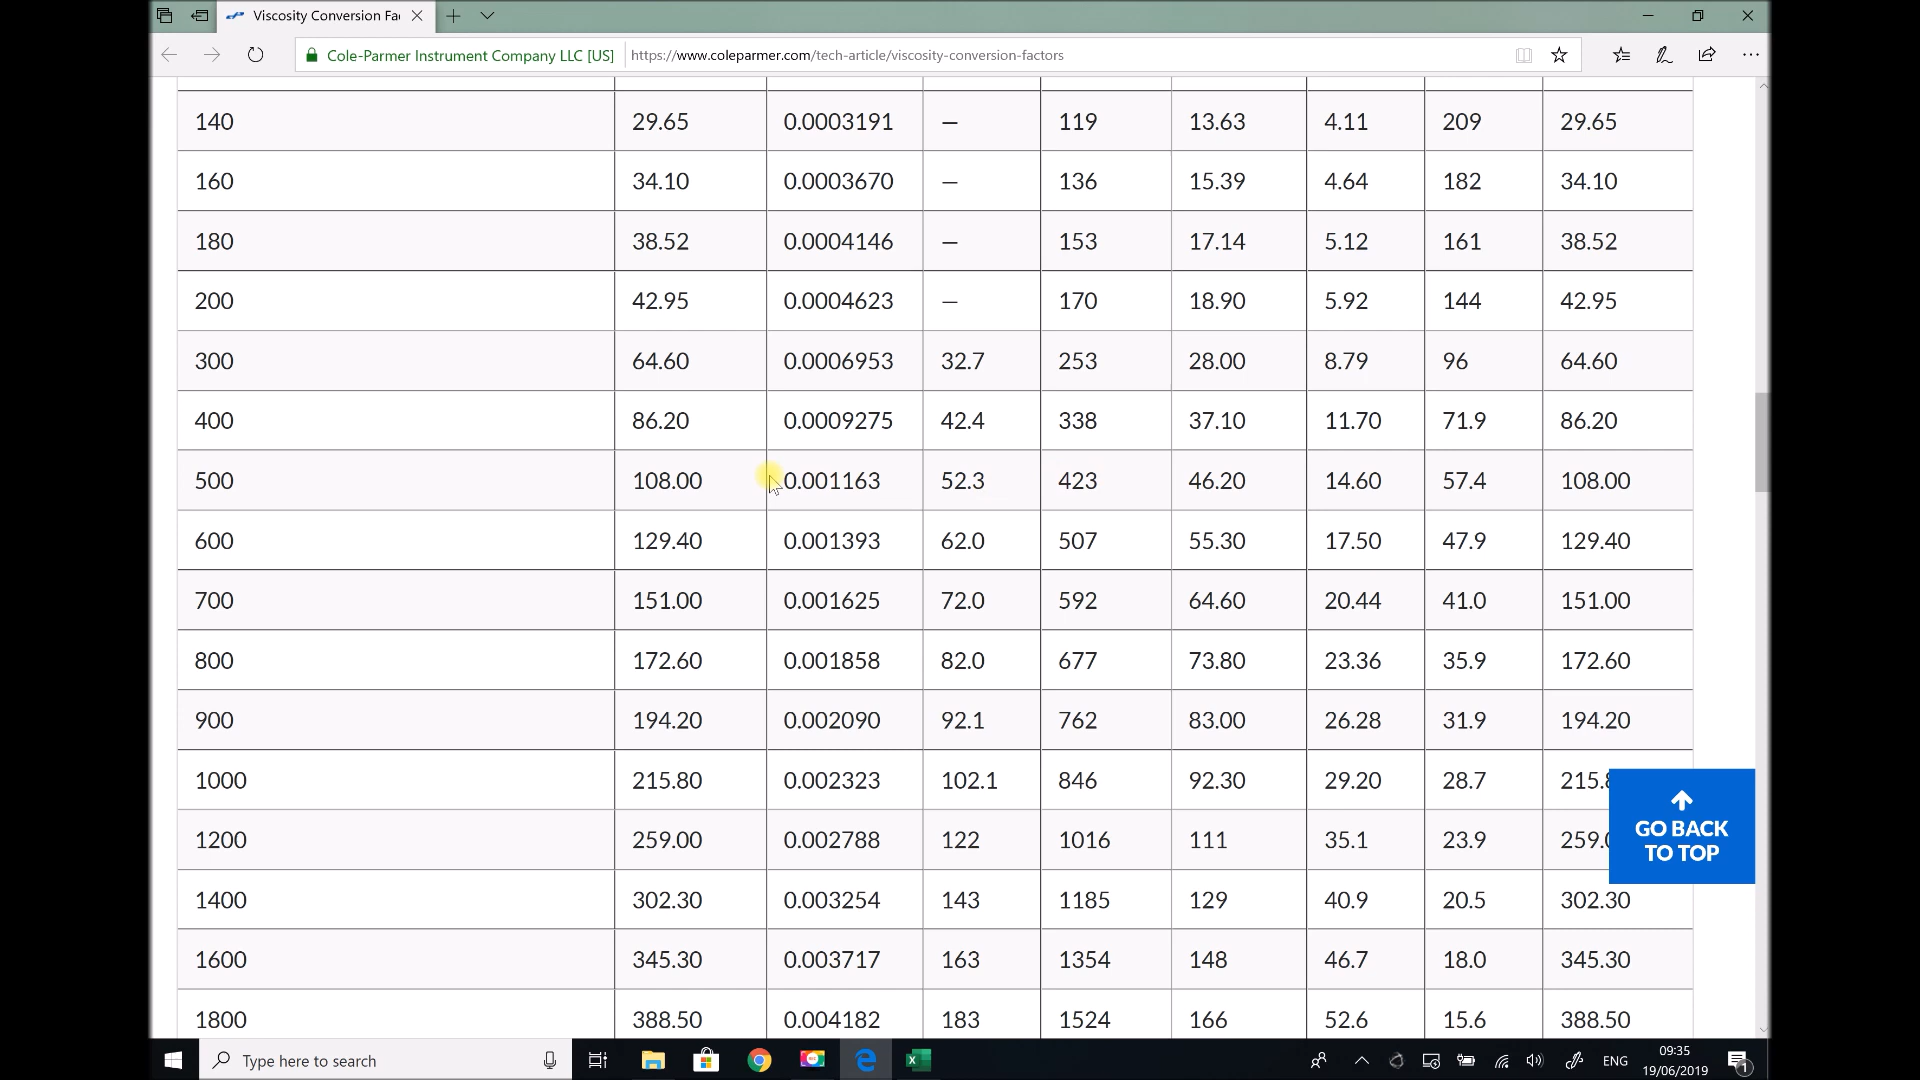 Viscosity Conversion Fa
Cole-Parmer Instrument Company LLC [US] https://www.coleparmer.com/tech-article/viscosity-conversion-factors
140 29.65 0.0003191 — 119 13.63 4.11 209 29.65
160 34.10 0.0003670 — 136 15.39 4.64 182 34.10
180 38.52 0.0004146 — 153 17.14 5.12 161 38.52
200 42.95 0.0004623 — 170 18.90 5.92 144 42.95
300 64.60 0.0006953 32.7 253 28.00 8.79 96 64.60
400 86.20 0.0009275 42.4 338 37.10 11.70 71.9 86.20
500 108.00 0.001163 52.3 423 46.20 14.60 57.4 108.00
600 129.40 0.001393 62.0 507 55.30 17.50 47.9 129.40
700 151.00 0.001625 72.0 592 64.60 20.44 41.0 151.00
800 172.60 0.001858 82.0 677 73.80 23.36 35.9 172.60
900 194.20 0.002090 92.1 762 83.00 26.28 31.9 194.20
1000 215.80 0.002323 102.1 846 92.30 29.20 28.7 215.8
1200 259.00 0.002788 122 1016 111 35.1 23.9 259.0
1400 302.30 0.003254 143 1185 129 40.9 20.5 302.30
1600 345.30 0.003717 163 1354 148 46.7 18.0 345.30
1800 388.50 0.004182 183 1524 166 52.6 15.6 388.50
GO BACK
TO TOP
Type here to search
ENG
09:35
19/06/2019
1